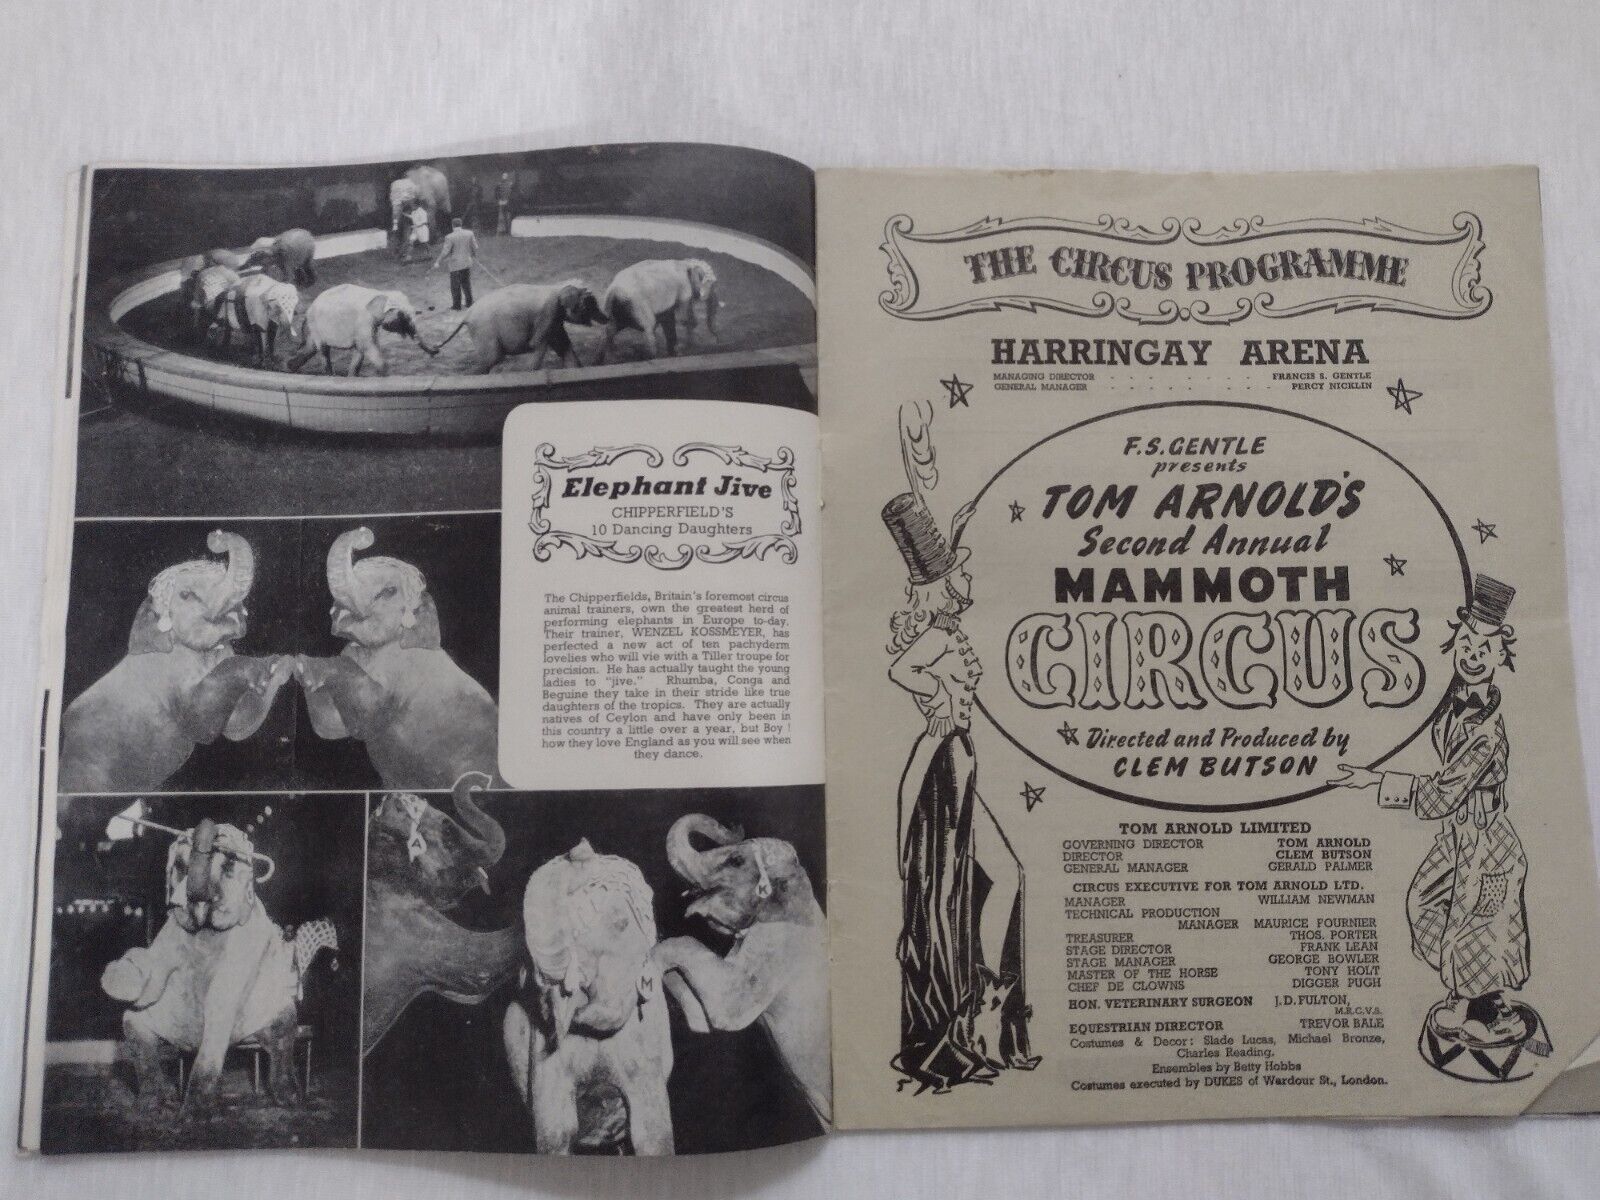 Elephant Jive
CHIPPERFIELD'S
10 Dancing Daughters
The Chipperfields, Britain's foremost circus
animal trainers, own the greatest herd of
performing elephants in Europe to-day.
Their trainer, WENZEL KOSSMEYER, has
perfected a new act of ten pachyderm
lovelies who will vie with a Tiller troupe for
precision. He has actually taught the young
ladies to "jive." Rhumba, Conga and
Beguine they take in their stride like true
daughters of the tropics. They are actually
natives of Ceylon and have only been in
this country a little over a year, but Boy !
how they love England as you will see when
they dance.
A
M
K
THE CIRCUS PROGRAMME
HARRINGAY ARENA
MANAGING DIRECTOR - - - - - - - FRANCIS S. GENTLE
GENERAL MANAGER - - - - - - - - PERCY NICKLIN
F.S. GENTLE
presents
TOM ARNOLD'S
Second Annual
MAMMOTH
CIRCUS
Directed and Produced by
CLEM BUTSON
TOM ARNOLD LIMITED
GOVERNING DIRECTOR TOM ARNOLD
DIRECTOR CLEM BUTSON
GENERAL MANAGER GERALD PALMER
CIRCUS EXECUTIVE FOR TOM ARNOLD LTD.
MANAGER WILLIAM NEWMAN
TECHNICAL PRODUCTION
MANAGER MAURICE FOURNIER
TREASURER THOS. PORTER
STAGE DIRECTOR FRANK LEAN
STAGE MANAGER GEORGE BOWLER
MASTER OF THE HORSE TONY HOLT
CHEF DE CLOWNS DIGGER PUGH
HON. VETERINARY SURGEON J.D. FULTON,
M.R.C.V.S.
EQUESTRIAN DIRECTOR TREVOR BALE
Costumes & Decor: Slade Lucas, Michael Bronze,
Charles Reading.
Ensembles by Betty Hobbs
Costumes executed by DUKES of Wardour St., London.